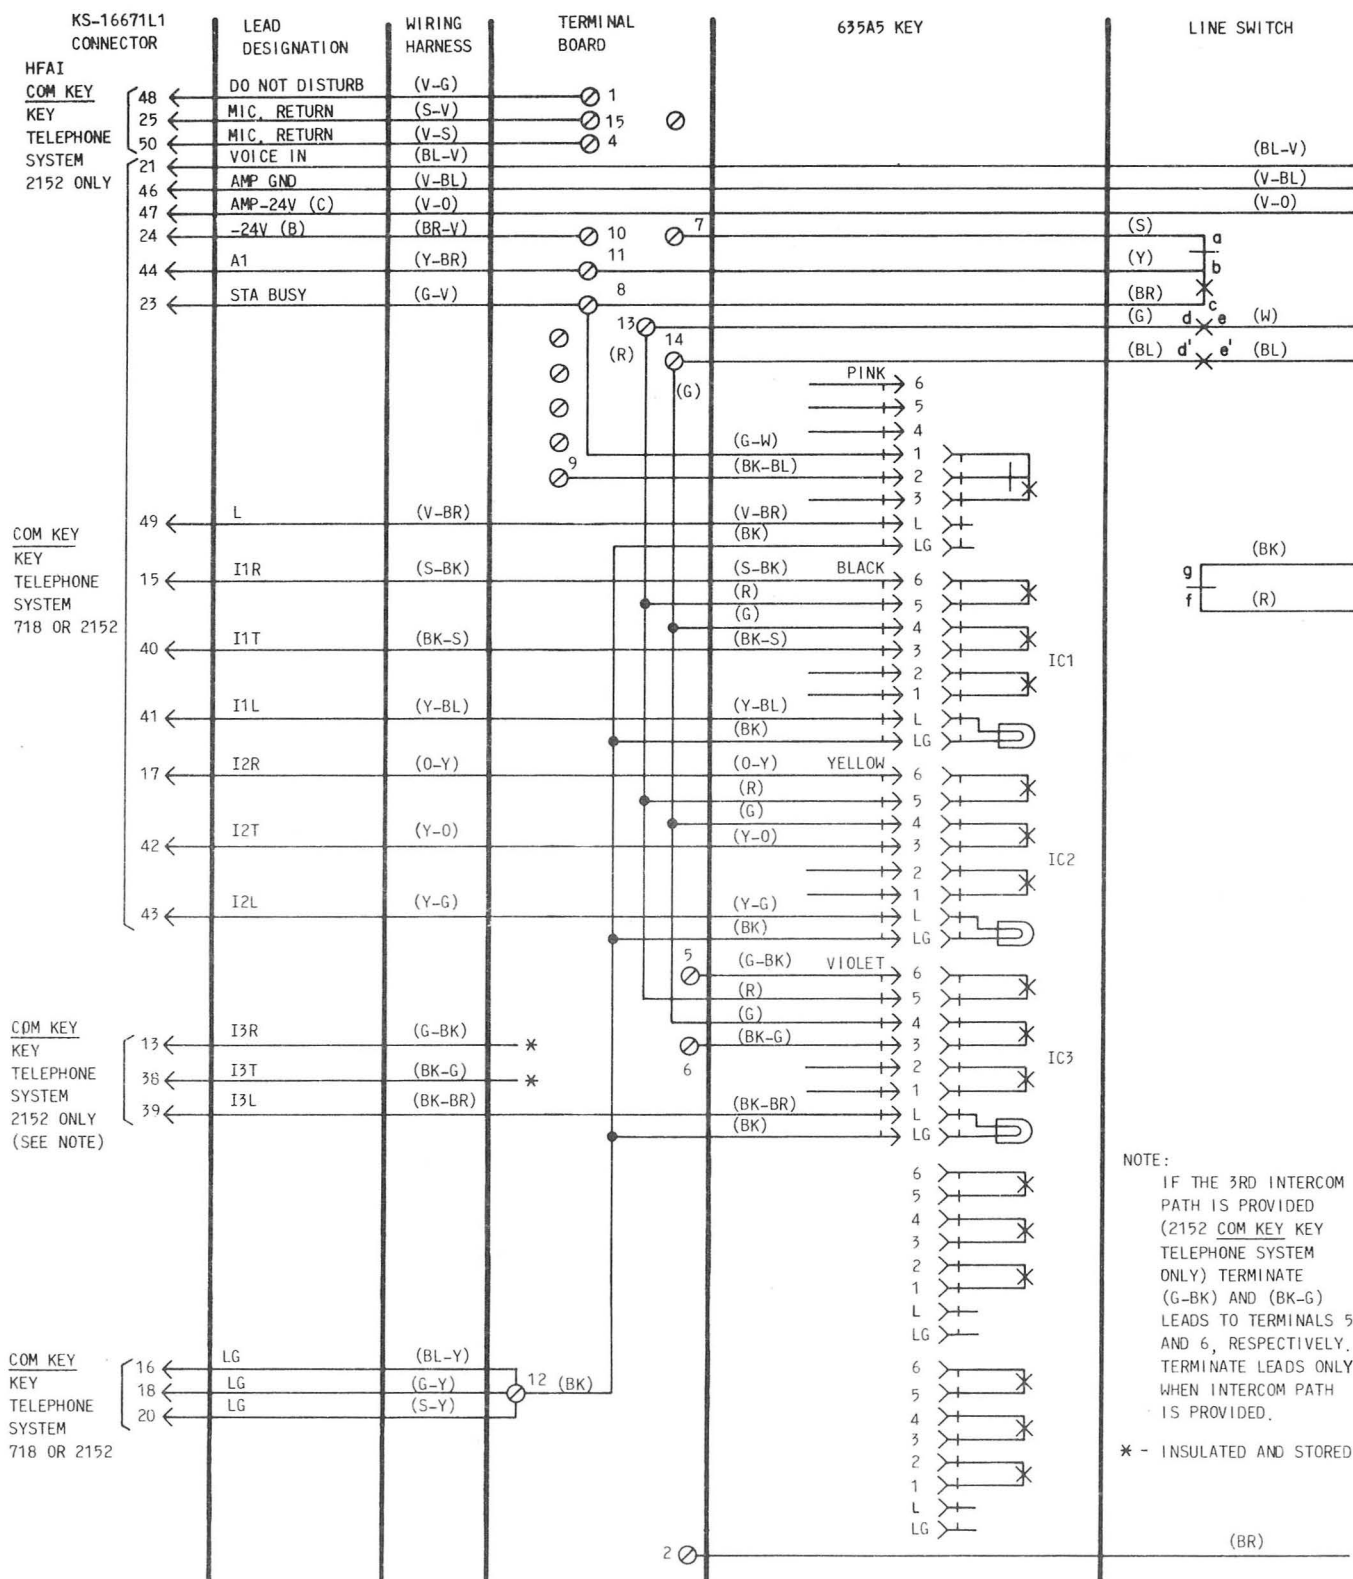 KS-16671L1 CONNECTOR
LEAD DESIGNATION
WIRING HARNESS
TERMINAL BOARD
635A5 KEY
LINE SWITCH
HFAI
COM KEY
KEY
TELEPHONE
SYSTEM
2152 ONLY
48 DO NOT DISTURB (V-G) 1
25 MIC. RETURN (S-V) 15
50 MIC. RETURN (V-S) 4
21 VOICE IN (BL-V) (BL-V)
46 AMP GND (V-BL) (V-BL)
47 AMP-24V (C) (V-O) (V-O)
24 -24V (B) (BR-V) 10 7 (S) a
44 A1 (Y-BR) 11 (Y) b
23 STA BUSY (G-V) 8 (BR) c
13 (G) d e (W)
(R) 14 (BL) d' e' (BL)
(G)
PINK 6
5
4
(G-W) 1
9 (BK-BL) 2
3
COM KEY
KEY
TELEPHONE
SYSTEM
718 OR 2152
49 L (V-BR) (V-BR) L
(BK) LG
(BK)
g
f (R)
15 I1R (S-BK) (S-BK) BLACK 6
(R) 5
(G) 4
40 I1T (BK-S) (BK-S) 3
IC1
2
1
41 I1L (Y-BL) (Y-BL) L
(BK) LG
17 I2R (O-Y) (O-Y) YELLOW 6
(R) 5
(G) 4
42 I2T (Y-O) (Y-O) 3
IC2
2
1
43 I2L (Y-G) (Y-G) L
(BK) LG
5 (G-BK) VIOLET 6
(R) 5
(G) 4
COM KEY
KEY
TELEPHONE
SYSTEM
2152 ONLY
(SEE NOTE)
13 I3R (G-BK) * 6 (BK-G) 3
IC3
2
38 I3T (BK-G) *
1
39 I3L (BK-BR) (BK-BR) L
(BK) LG
6
5
4
3
2
1
L
LG
NOTE:
IF THE 3RD INTERCOM
PATH IS PROVIDED
(2152 COM KEY KEY
TELEPHONE SYSTEM
ONLY) TERMINATE
(G-BK) AND (BK-G)
LEADS TO TERMINALS 5
AND 6, RESPECTIVELY.
TERMINATE LEADS ONLY
WHEN INTERCOM PATH
IS PROVIDED.
* - INSULATED AND STORED
COM KEY
KEY
TELEPHONE
SYSTEM
718 OR 2152
16 LG (BL-Y)
18 LG (G-Y) 12 (BK)
20 LG (S-Y)
6
5
4
3
2
1
L
LG
2 (BR)